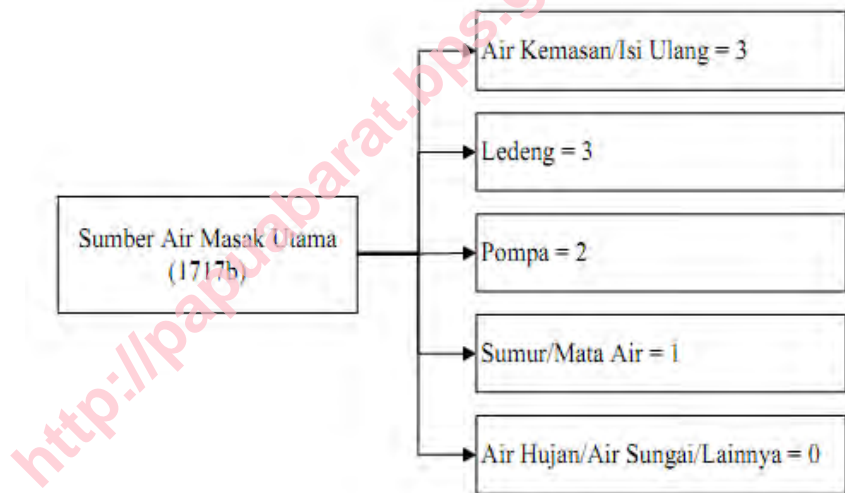 Air Kemasan/Isi Ulang = 3
Ledeng = 3
Sumber Air Masak Utama
(1717b)
Pompa = 2
Sumur/Mata Air = 1
Air Hujan/Air Sungai/Lainnya = 0
http://papuabarat.bps.g